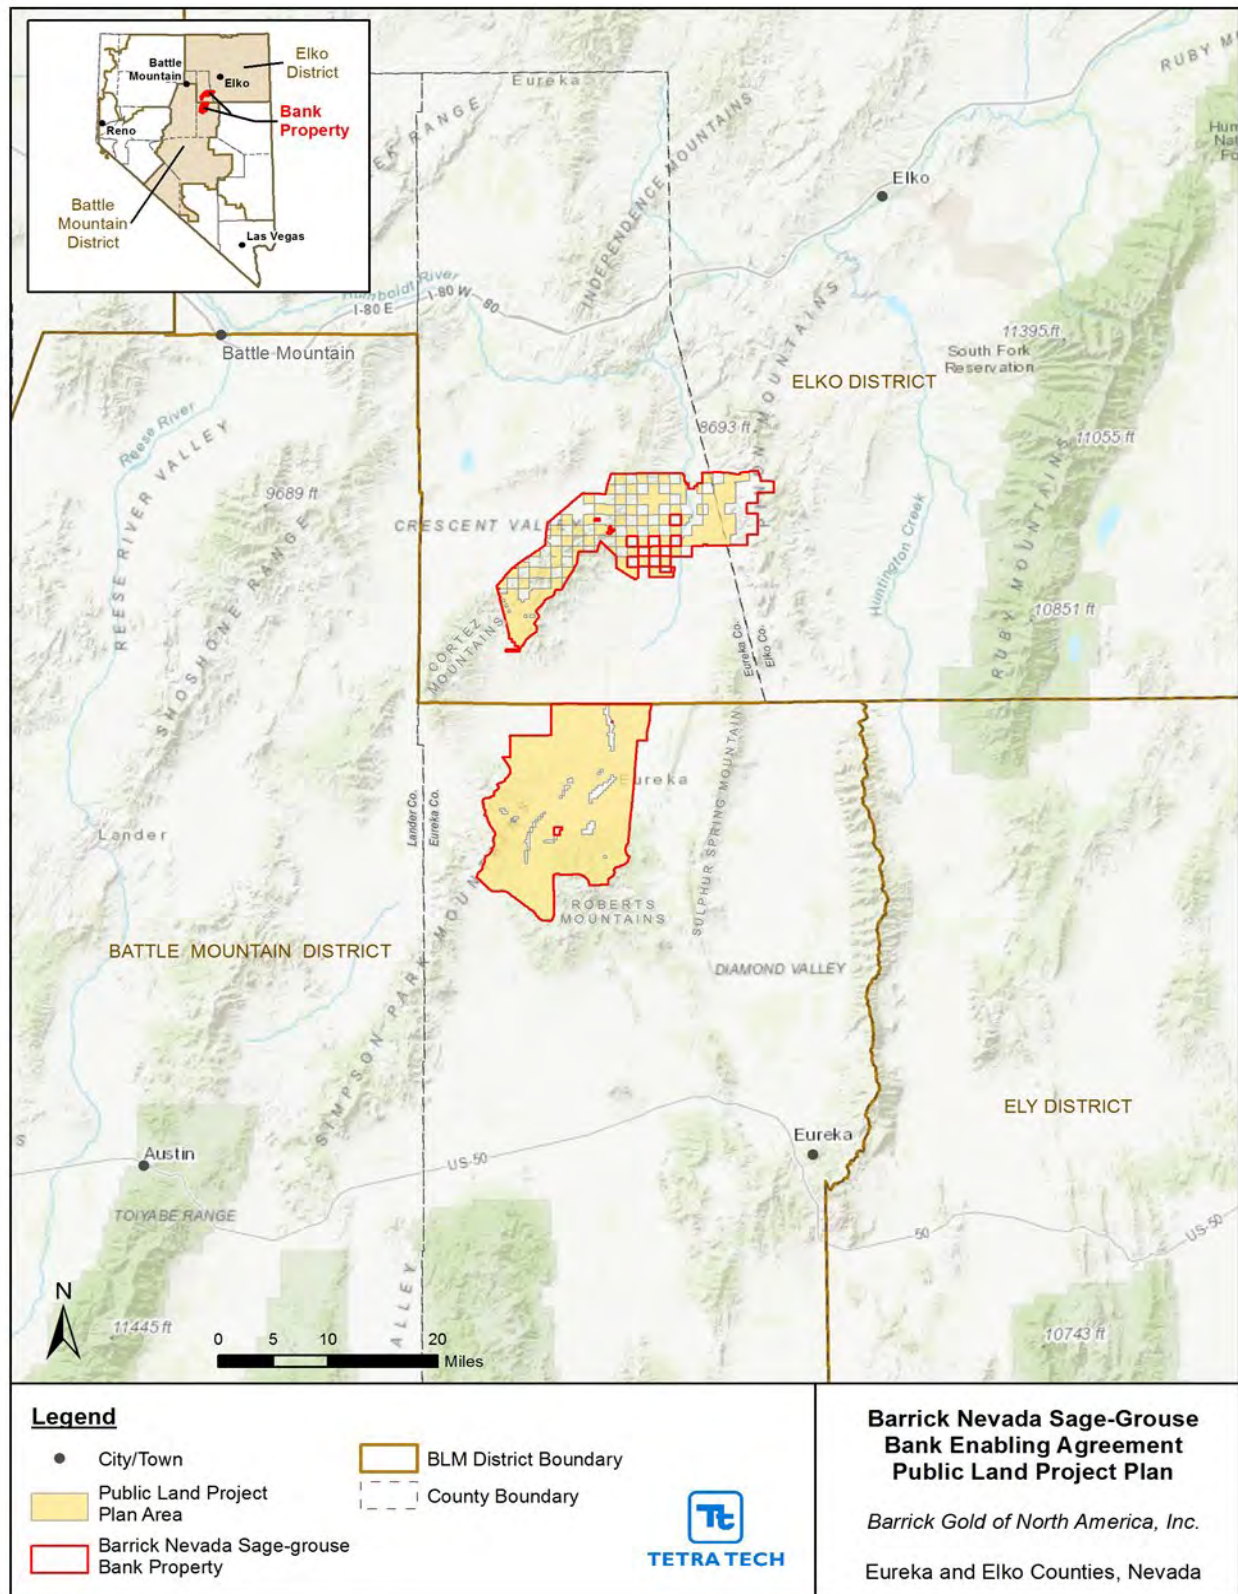 Elko
District
Battle
Mountain
Elko
Bank
Property
Reno
Battle
Mountain
District
Las Vegas
Eureka
RUBY
RANGE
INDEPENDENCE MOUNTAINS
Elko
Humboldt River
I-80 E
I-80 W
80
Battle Mountain
11395 ft
South Fork
Reservation
ELKO DISTRICT
MOUNTAINS
8693 ft
11055 ft
Reese River
REESE RIVER VALLEY
9689 ft
CRESCENT VALLEY
SHOSHONE RANGE
Huntington Creek
RUBY MOUNTAINS
10851 ft
CORTEZ
MOUNTAINS
Eureka Co.
Elko Co.
Lander Co.
Eureka Co.
Eureka
SULPHUR SPRING MOUNTAIN
Lander
ROBERTS
MOUNTAINS
BATTLE MOUNTAIN DISTRICT
SIMPSON PARK MOUN
DIAMOND VALLEY
ELY DISTRICT
Eureka
Austin
US-50
TOIYABE RANGE
50
US-50
ALLEY
N
11445 ft
10743 ft
0 5 10 20
Miles
Legend
City/Town
Public Land Project
Plan Area
Barrick Nevada Sage-grouse
Bank Property
BLM District Boundary
County Boundary
Tt
TETRA TECH
Barrick Nevada Sage-Grouse
Bank Enabling Agreement
Public Land Project Plan
Barrick Gold of North America, Inc.
Eureka and Elko Counties, Nevada